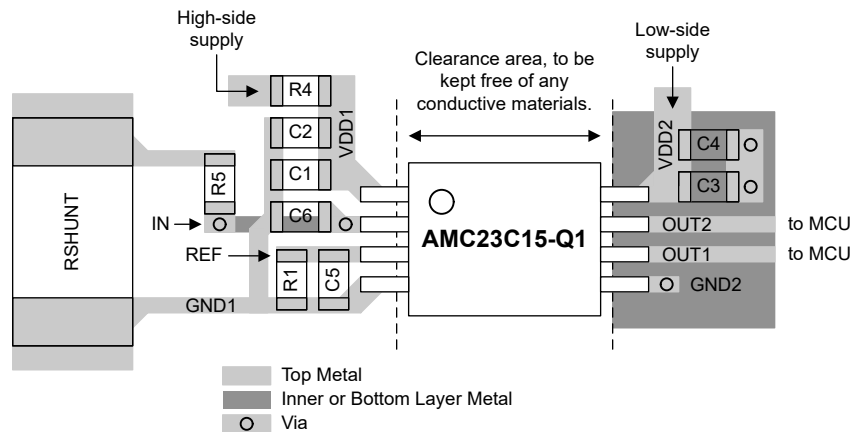 High-side
supply
Low-side
supply
Clearance area, to be
kept free of any
conductive materials.
R4
C2
C1
C6
VDD1
R5
RSHUNT
IN
REF
R1
C5
GND1
AMC23C15-Q1
VDD2
C4
C3
OUT2
to MCU
OUT1
to MCU
GND2
Top Metal
Inner or Bottom Layer Metal
Via